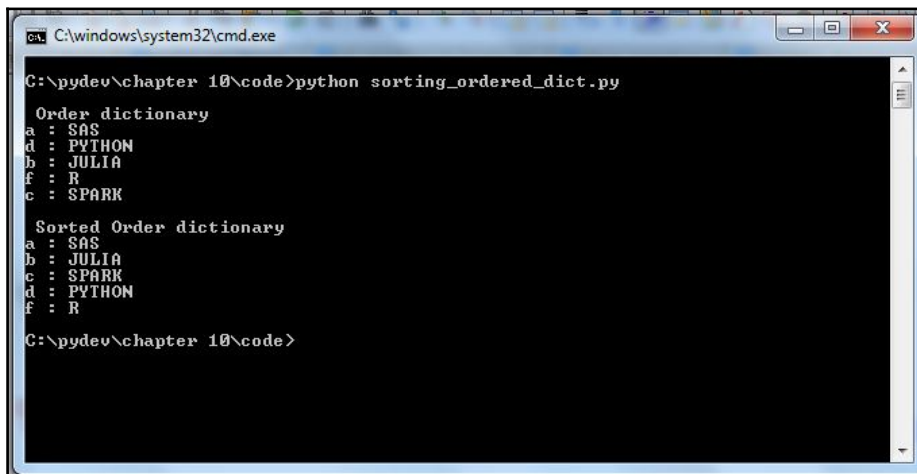 C:\windows\system32\cmd.exe
C:\pydev\chapter 10\code>python sorting_ordered_dict.py
Order dictionary
a : SAS
d : PYTHON
b : JULIA
f : R
c : SPARK
Sorted Order dictionary
a : SAS
b : JULIA
c : SPARK
d : PYTHON
f : R
C:\pydev\chapter 10\code>